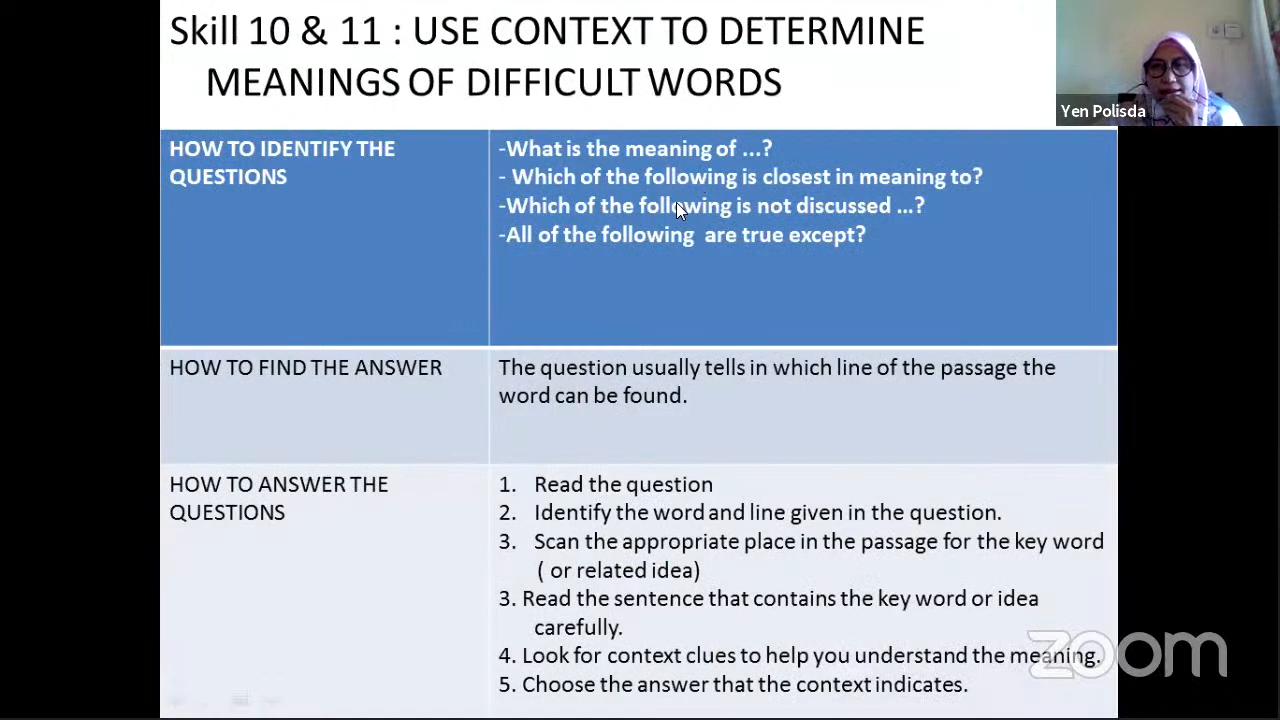 Skill 10 & 11 : USE CONTEXT TO DETERMINE
MEANINGS OF DIFFICULT WORDS
Yen Polisda
HOW TO IDENTIFY THE
QUESTIONS
-What is the meaning of ...?
- Which of the following is closest in meaning to?
-Which of the following is not discussed ...?
-All of the following are true except?
HOW TO FIND THE ANSWER
The question usually tells in which line of the passage the
word can be found.
HOW TO ANSWER THE
QUESTIONS
1. Read the question
2. Identify the word and line given in the question.
3. Scan the appropriate place in the passage for the key word
( or related idea)
3. Read the sentence that contains the key word or idea
carefully.
4. Look for context clues to help you understand the meaning.
5. Choose the answer that the context indicates.
zoom